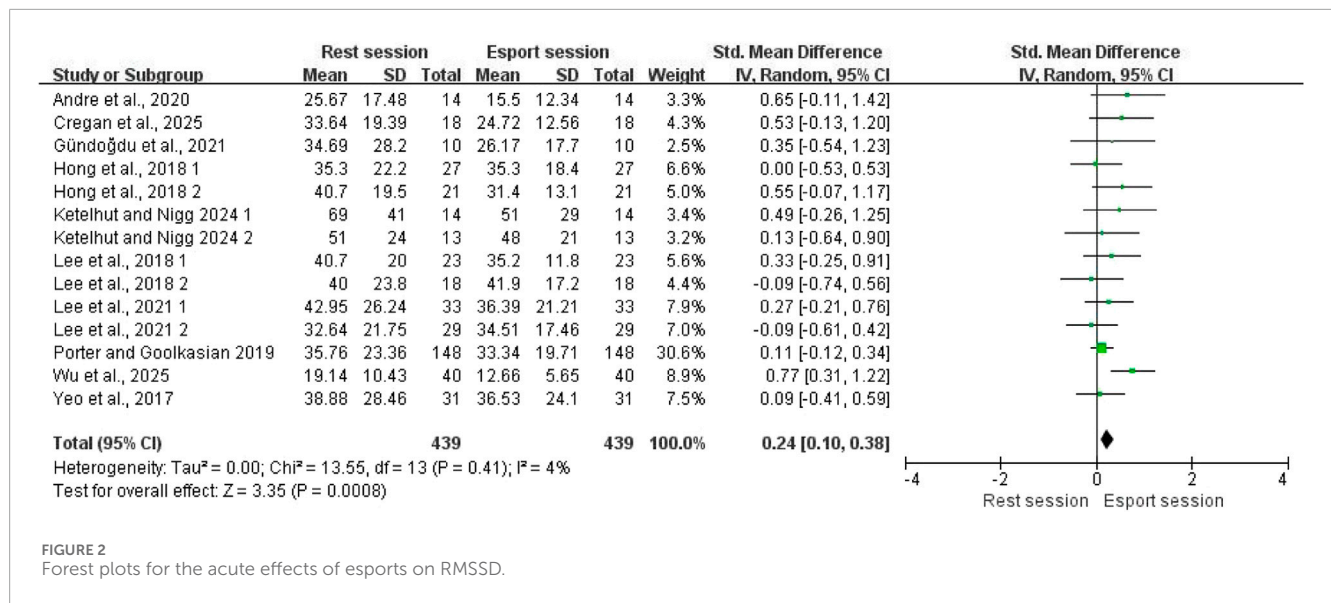 Rest session Esport session Std. Mean Difference Std. Mean Difference
Study or Subgroup Mean SD Total Mean SD Total Weight IV, Random, 95% CI IV, Random, 95% CI
Andre et al., 2020 25.67 17.48 14 15.5 12.34 14 3.3% 0.65 [-0.11, 1.42]
Cregan et al., 2025 33.64 19.39 18 24.72 12.56 18 4.3% 0.53 [-0.13, 1.20]
Gündoğdu et al., 2021 34.69 28.2 10 26.17 17.7 10 2.5% 0.35 [-0.54, 1.23]
Hong et al., 2018 1 35.3 22.2 27 35.3 18.4 27 6.6% 0.00 [-0.53, 0.53]
Hong et al., 2018 2 40.7 19.5 21 31.4 13.1 21 5.0% 0.55 [-0.07, 1.17]
Ketelhut and Nigg 2024 1 69 41 14 51 29 14 3.4% 0.49 [-0.26, 1.25]
Ketelhut and Nigg 2024 2 51 24 13 48 21 13 3.2% 0.13 [-0.64, 0.90]
Lee et al., 2018 1 40.7 20 23 35.2 11.8 23 5.6% 0.33 [-0.25, 0.91]
Lee et al., 2018 2 40 23.8 18 41.9 17.2 18 4.4% -0.09 [-0.74, 0.56]
Lee et al., 2021 1 42.95 26.24 33 36.39 21.21 33 7.9% 0.27 [-0.21, 0.76]
Lee et al., 2021 2 32.64 21.75 29 34.51 17.46 29 7.0% -0.09 [-0.61, 0.42]
Porter and Goolkasian 2019 35.76 23.36 148 33.34 19.71 148 30.6% 0.11 [-0.12, 0.34]
Wu et al., 2025 19.14 10.43 40 12.66 5.65 40 8.9% 0.77 [0.31, 1.22]
Yeo et al., 2017 38.88 28.46 31 36.53 24.1 31 7.5% 0.09 [-0.41, 0.59]
Total (95% CI) 439 439 100.0% 0.24 [0.10, 0.38]
Heterogeneity: Tau² = 0.00; Chi² = 13.55, df = 13 (P = 0.41); I² = 4%
Test for overall effect: Z = 3.35 (P = 0.0008)
-4 -2 0 2 4
Rest session Esport session
FIGURE 2
Forest plots for the acute effects of esports on RMSSD.